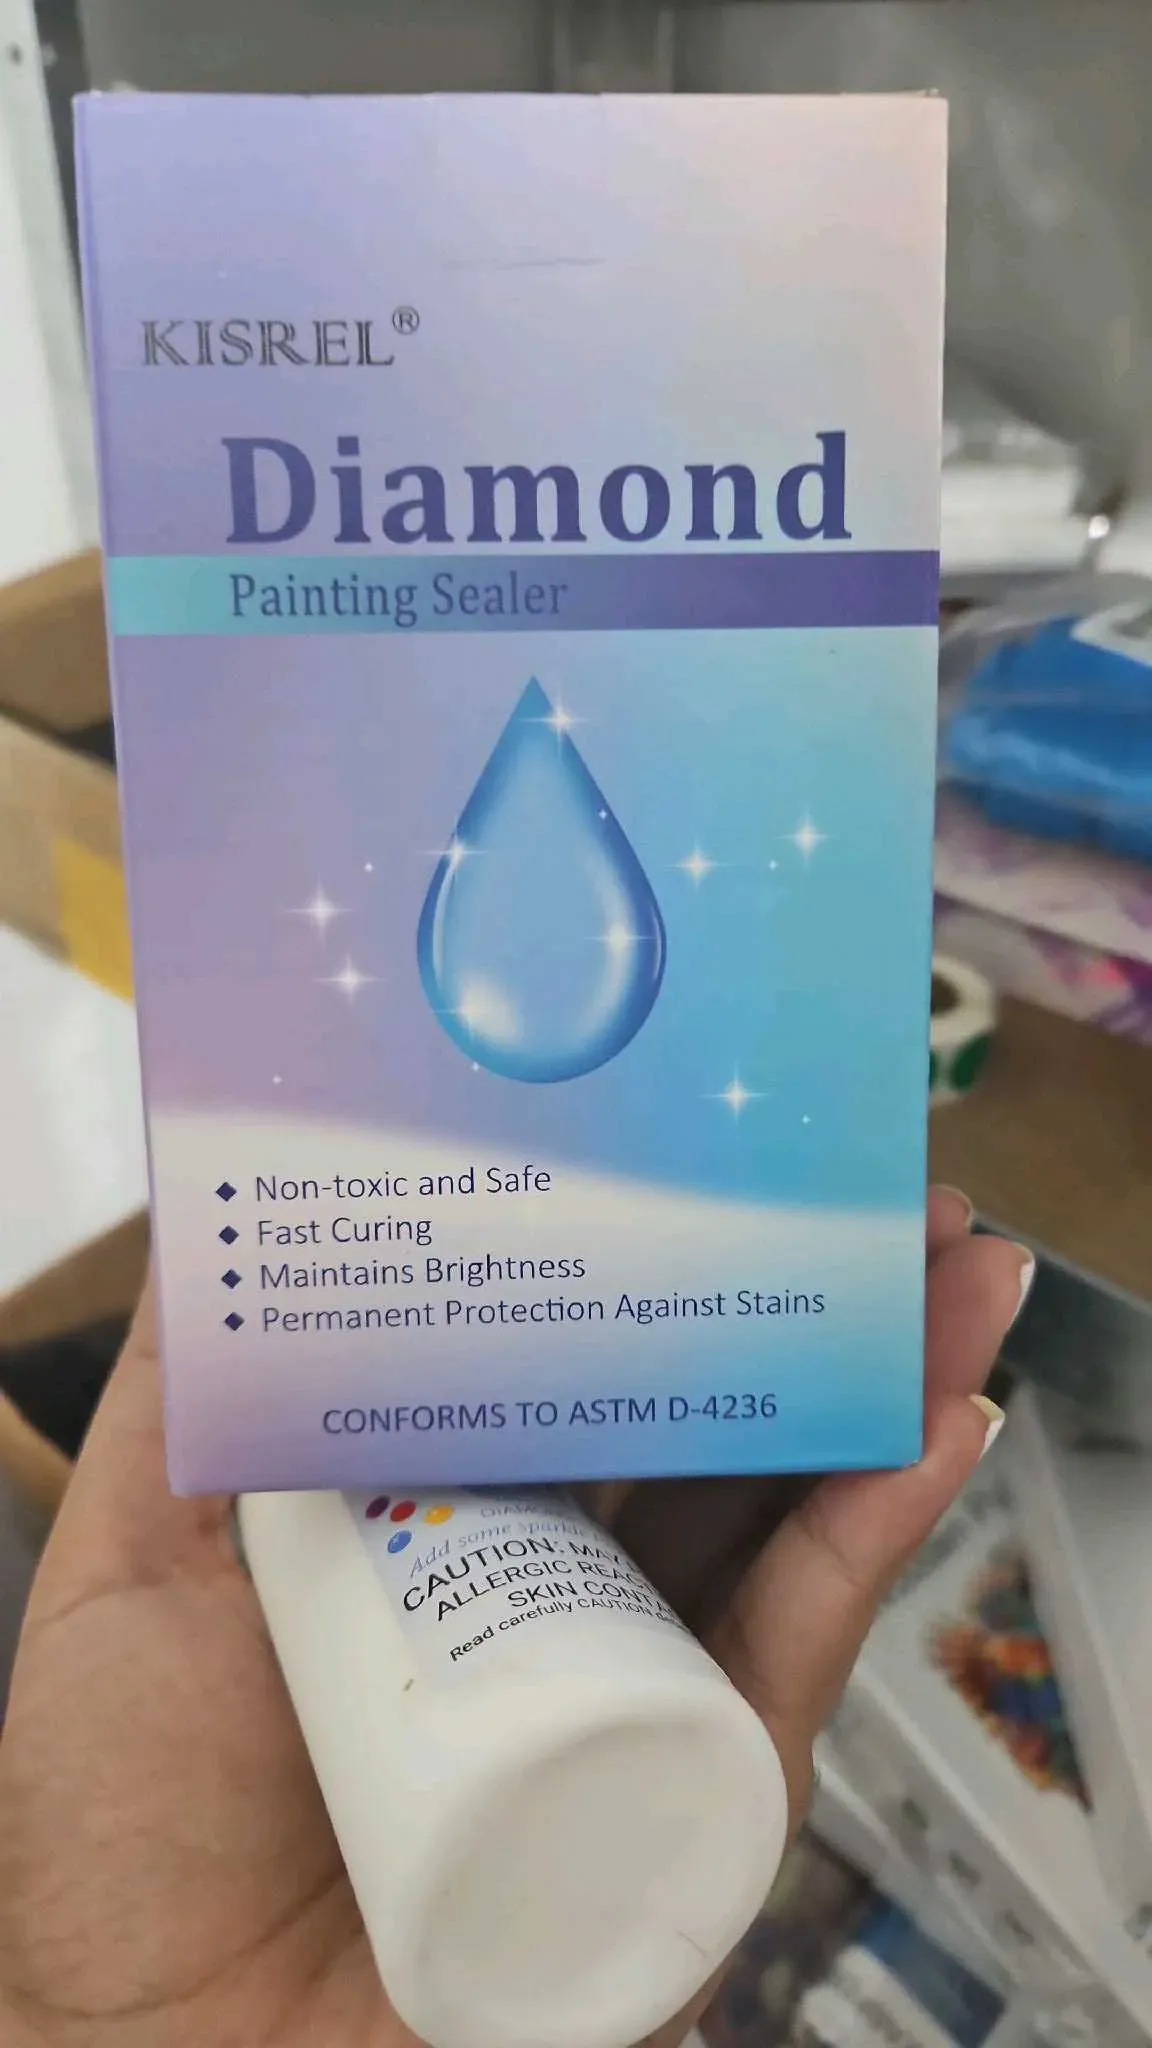 KISREL®
Diamond
Painting Sealer
◆ Non-toxic and Safe
◆ Fast Curing
◆ Maintains Brightness
◆ Permanent Protection Against Stains
CONFORMS TO ASTM D-4236
Add some sparkle
CAUTION: MAY
ALLERGIC
SKIN
Read carefully CAUTION